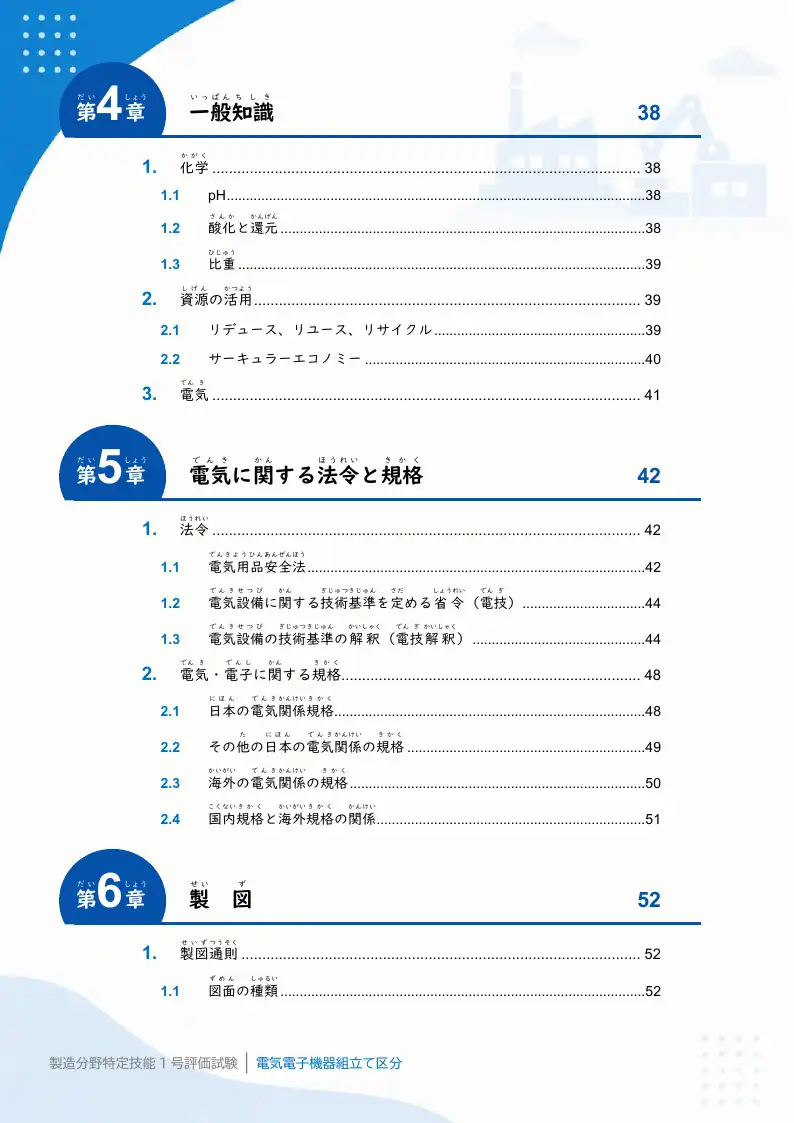 第4章 一般知識 38
1. 化学 38
1.1 pH 38
1.2 酸化と還元 38
1.3 比重 39
2. 資源の活用 39
2.1 リデュース、リユース、リサイクル 39
2.2 サーキュラーエコノミー 40
3. 電気 41
第5章 電気に関する法令と規格 42
1. 法令 42
1.1 電気用品安全法 42
1.2 電気設備に関する技術基準を定める省令（電技） 44
1.3 電気設備の技術基準の解釈（電技解釈） 44
2. 電気・電子に関する規格 48
2.1 日本の電気関係規格 48
2.2 その他の日本の電気関係の規格 49
2.3 海外の電気関係の規格 50
2.4 国内規格と海外規格の関係 51
第6章 製 図 52
1. 製図通則 52
1.1 図面の種類 52
製造分野特定技能1号評価試験 | 電気電子機器組立て区分